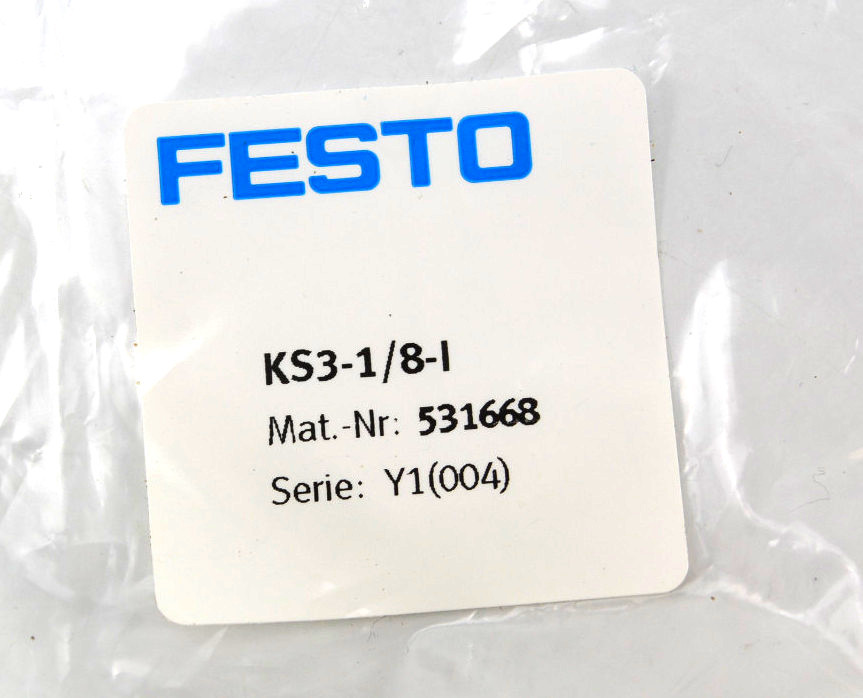 FESTO
KS3-1/8-I
Mat.-Nr: 531668
Serie: Y1(004)